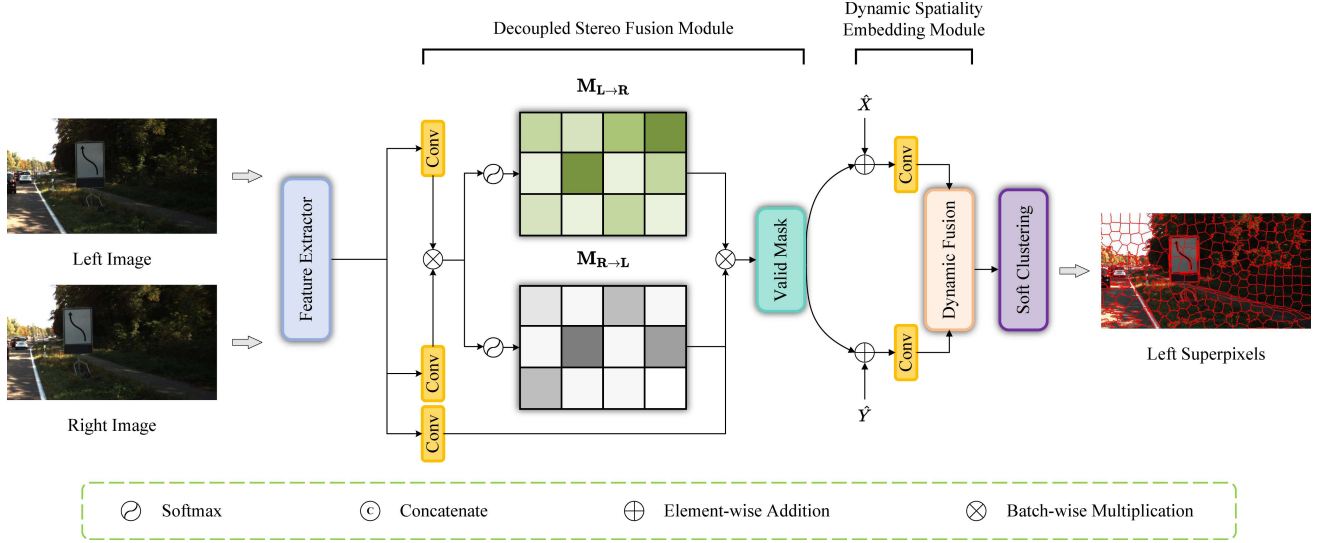 Decoupled Stereo Fusion Module
Dynamic Spatiality
Embedding Module
M_{L→R}
X̂
Conv
Conv
Left Image
Feature Extractor
M_{R→L}
Valid Mask
Dynamic Fusion
Soft Clustering
Conv
Conv
Left Superpixels
Right Image
Conv
Ŷ
Softmax
C
Concatenate
Element-wise Addition
Batch-wise Multiplication